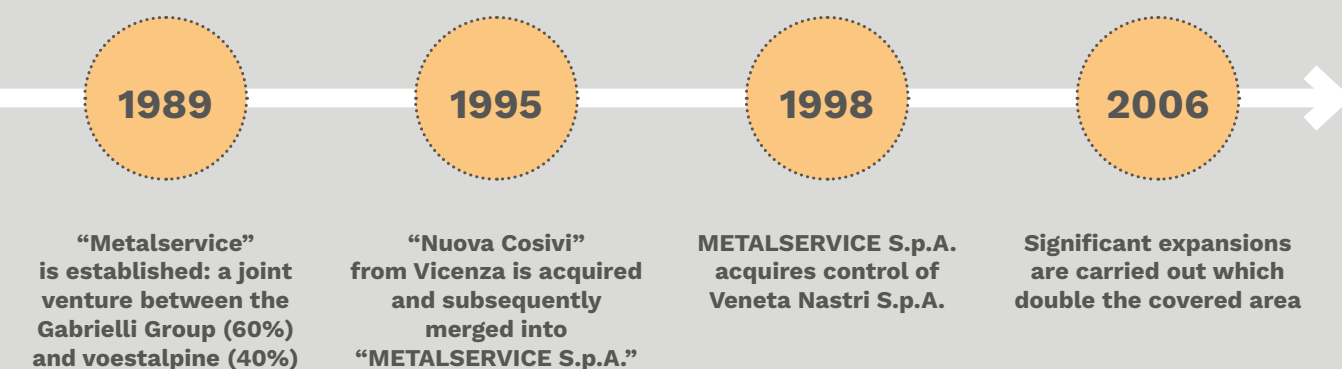 1989
“Metalservice”
is established: a joint
venture between the
Gabrielli Group (60%)
and voestalpine (40%)
1995
“Nuova Cosivi”
from Vicenza is acquired
and subsequently
merged into
“METALSERVICE S.p.A.”
1998
METALSERVICE S.p.A.
acquires control of
Veneta Nastri S.p.A.
2006
Significant expansions
are carried out which
double the covered area